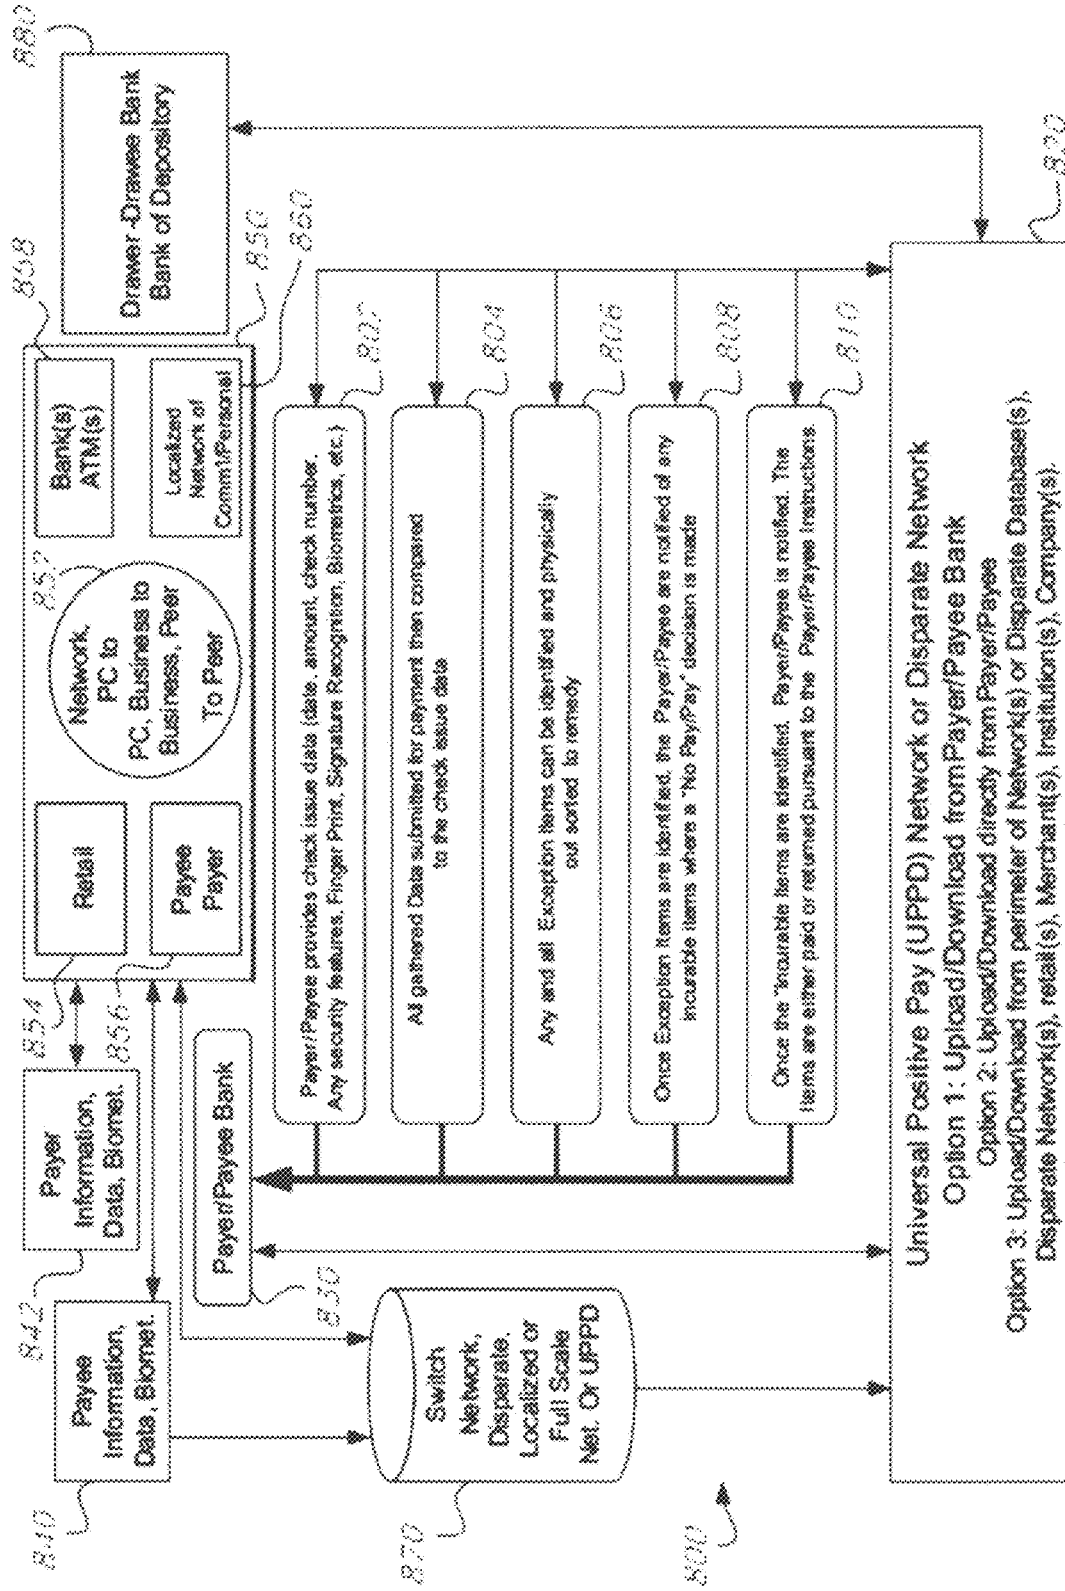 840
Payee
Information,
Data, Biomet.
842
Payer
Information,
Data, Biomet.
854
Retail
856
Payee
Payer
857
Network,
PC to
PC, Business to
Business, Peer
To Peer
868
Bank(s)
ATM(s)
Localized
Network of
Comm1/Personal
850
860
880
Drawer-Drawee Bank
Bank of Depository
Payer/Payee Bank
830
Payer/Payee provides check issue data (date, amount, check number.
Any security features. Finger Print, Signature Recognition, Biometrics, etc.)
802
All gathered Data submitted for payment then compared
to the check issue data
804
Any and all Exception Items can be identified and physically
out sorted to remedy
806
Once Exception Items are identified, the Payer/Payee are notified of any
incurable items where a "No Pay/Pay" decision is made
808
Once the "Incurable Items are identified. Payer/Payee is notified. The
Items are either paid or returned pursuant to the Payer/Payee Instructions
810
Switch
Network,
Disparate,
Localized or
Full Scale
Net. Or UPPD
870
800
820
Universal Positive Pay (UPPD) Network or Disparate Network
Option 1: Upload/Download fromPayer/Payee Bank
Option 2: Upload/Download directly from Payer/Payee
Option 3: Upload/Download from perimeter of Network(s) or Disparate Database(s),
Disparate Network(s), retail(s), Merchant(s), Institution(s), Company(s).